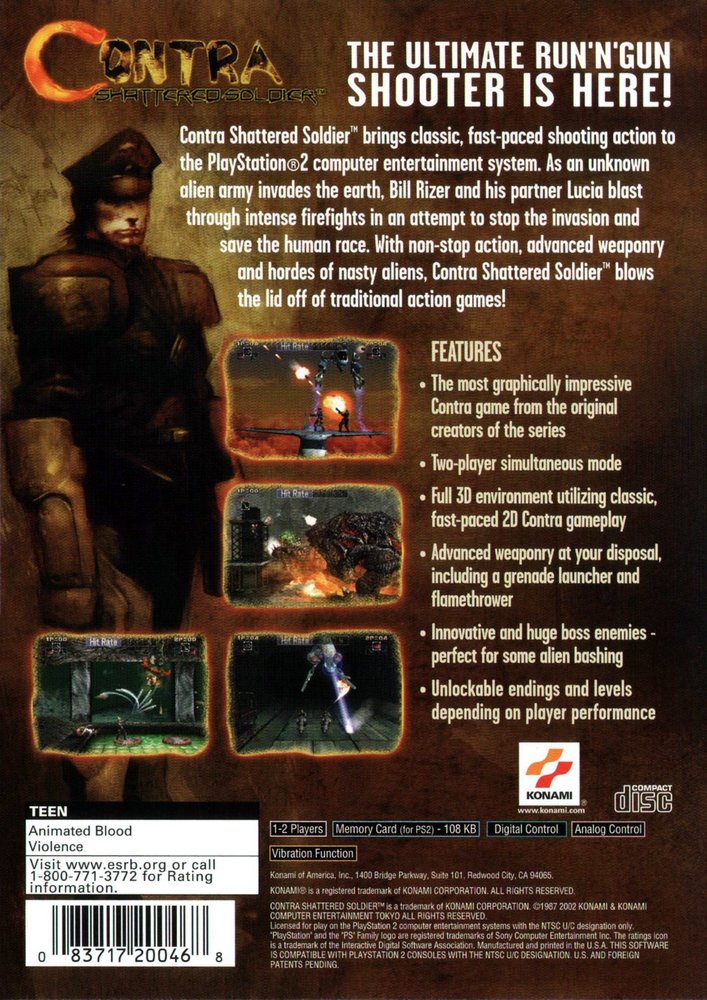 CONTRA
SHATTERED SOLDIER™
THE ULTIMATE RUN'N'GUN
SHOOTER IS HERE!
Contra Shattered Soldier™ brings classic, fast-paced shooting action to
the PlayStation®2 computer entertainment system. As an unknown
alien army invades the earth, Bill Rizer and his partner Lucia blast
through intense firefights in an attempt to stop the invasion and
save the human race. With non-stop action, advanced weaponry
and hordes of nasty aliens, Contra Shattered Soldier™ blows
the lid off of traditional action games!
FEATURES
• The most graphically impressive
Contra game from the original
creators of the series
• Two-player simultaneous mode
• Full 3D environment utilizing classic,
fast-paced 2D Contra gameplay
• Advanced weaponry at your disposal,
including a grenade launcher and
flamethrower
• Innovative and huge boss enemies -
perfect for some alien bashing
• Unlockable endings and levels
depending on player performance
Hit Rate
Hit Rate
Hit Rate
Hit Rate
KONAMI®
www.konami.com
COMPACT
disc
TEEN
Animated Blood
Violence
Visit www.esrb.org or call
1-800-771-3772 for Rating
information.
1-2 Players
Memory Card (for PS2) - 108 KB
Digital Control
Analog Control
Vibration Function
Konami of America, Inc., 1400 Bridge Parkway, Suite 101, Redwood City, CA 94065.
KONAMI® is a registered trademark of KONAMI CORPORATION. ALL RIGHTS RESERVED.
CONTRA SHATTERED SOLDIER™ is a trademark of KONAMI CORPORATION. ©1987 2002 KONAMI & KONAMI
COMPUTER ENTERTAINMENT TOKYO ALL RIGHTS RESERVED.
Licensed for play on the PlayStation 2 computer entertainment systems with the NTSC U/C designation only.
"PlayStation" and the "PS" Family logo are registered trademarks of Sony Computer Entertainment Inc. The ratings icon
is a trademark of the Interactive Digital Software Association. Manufactured and printed in the U.S.A. THIS SOFTWARE
IS COMPATIBLE WITH PLAYSTATION 2 CONSOLES WITH THE NTSC U/C DESIGNATION. U.S. AND FOREIGN
PATENTS PENDING.
0 83717 20046 8